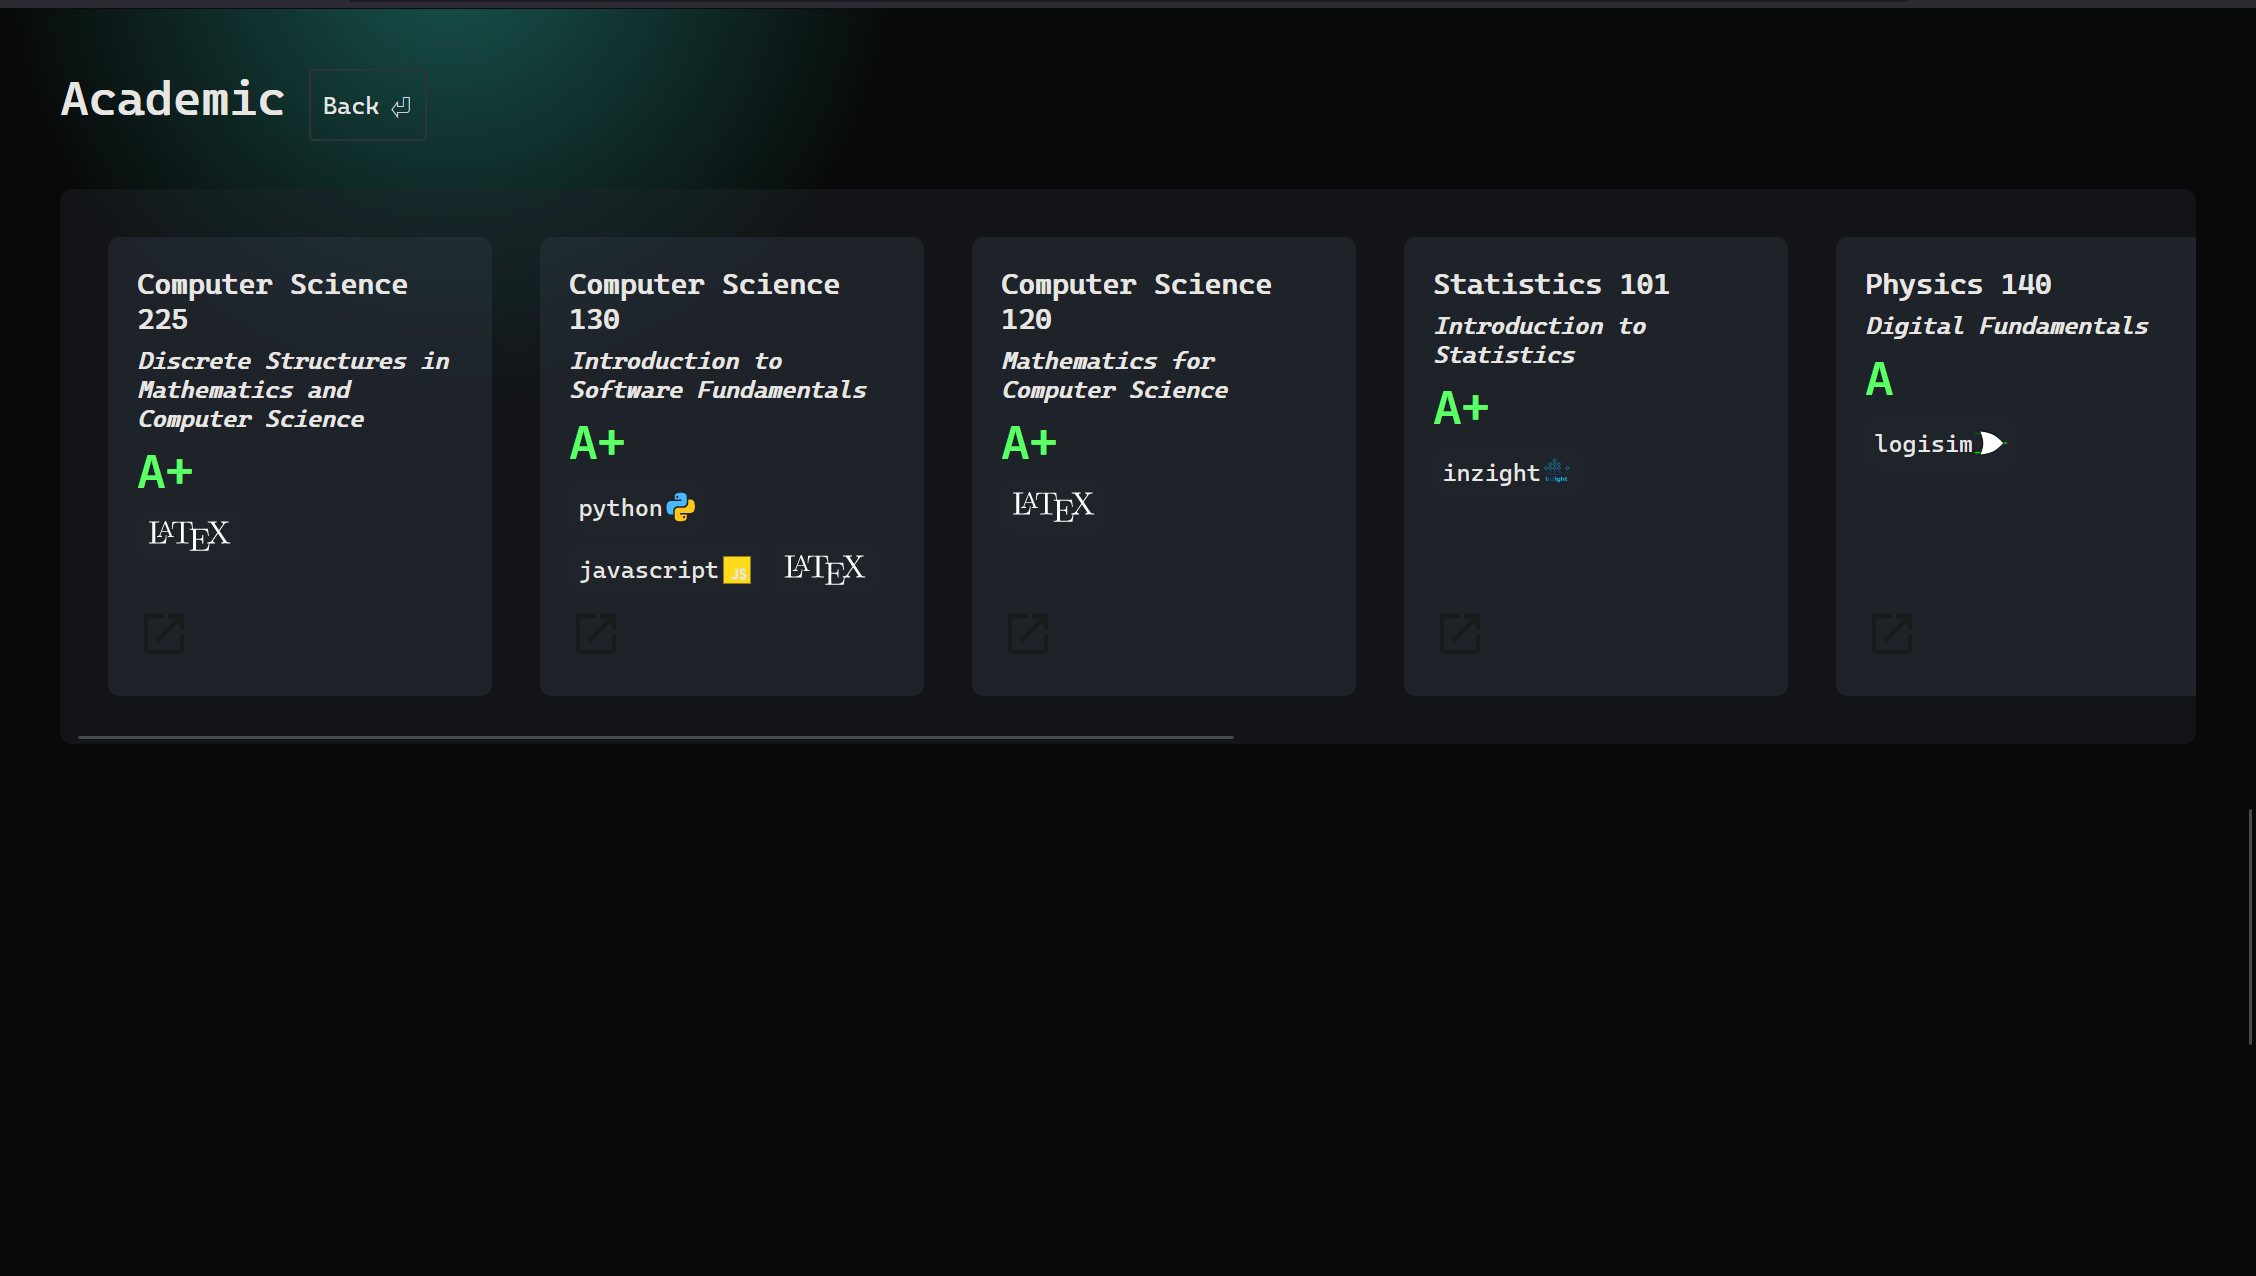 Academic
Back ⏎
Computer Science
225
Discrete Structures in
Mathematics and
Computer Science
A+
LATEX
Computer Science
130
Introduction to
Software Fundamentals
A+
python
javascript JS LATEX
Computer Science
120
Mathematics for
Computer Science
A+
LATEX
Statistics 101
Introduction to
Statistics
A+
inzight inzight
Physics 140
Digital Fundamentals
A
logisim